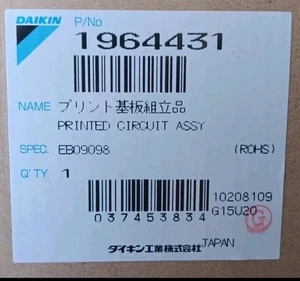 DAIKIN P/No
1964431
NAME プリント基板組立品
PRINTED CIRCUIT ASSY
SPEC. EB09098 (ROHS)
Q'TY 1
10208109
037453834 G15U20
G
ダイキン工業株式会社 JAPAN